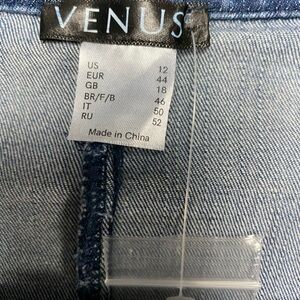 VENUS
US 12
EUR 44
GB 18
BR/F/B 46
IT 50
RU 52
Made in China